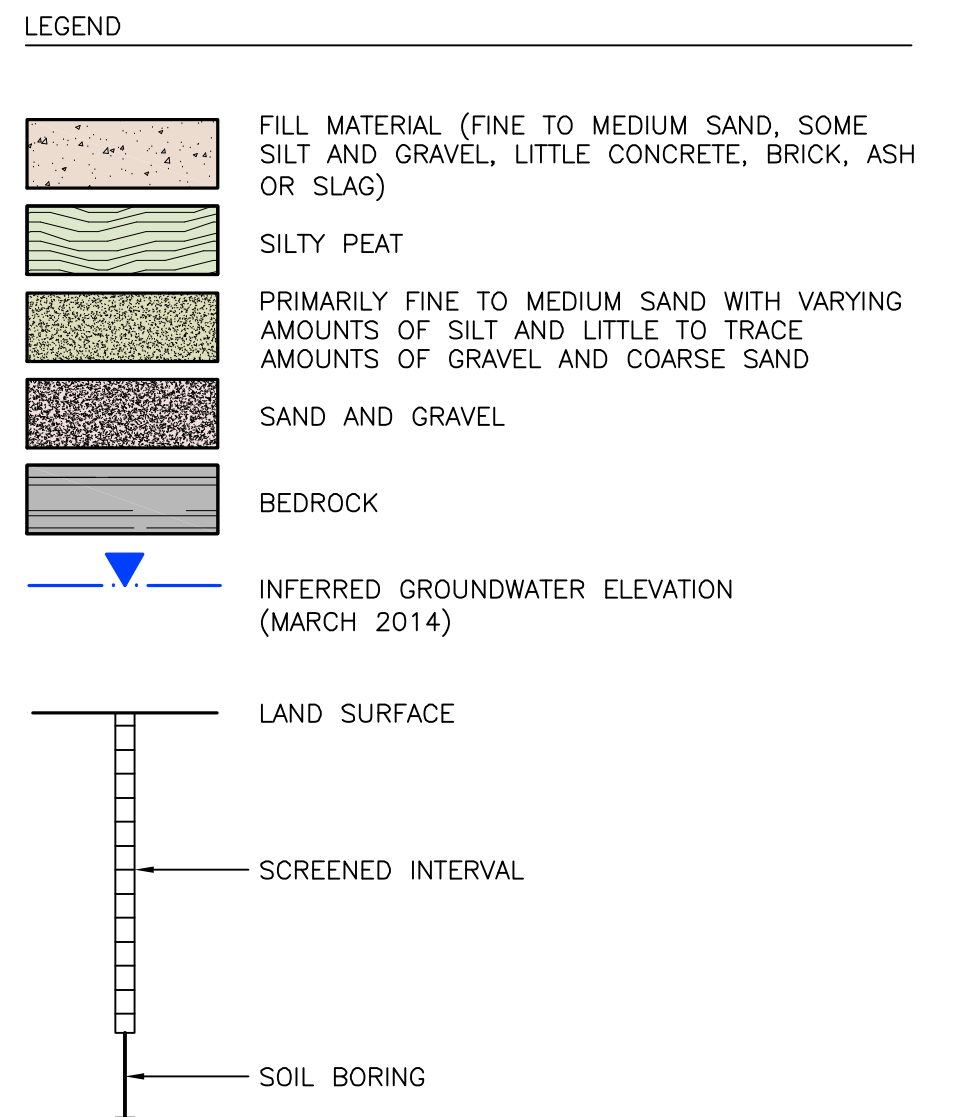 LEGEND
FILL MATERIAL (FINE TO MEDIUM SAND, SOME
SILT AND GRAVEL, LITTLE CONCRETE, BRICK, ASH
OR SLAG)
SILTY PEAT
PRIMARILY FINE TO MEDIUM SAND WITH VARYING
AMOUNTS OF SILT AND LITTLE TO TRACE
AMOUNTS OF GRAVEL AND COARSE SAND
SAND AND GRAVEL
BEDROCK
INFERRED GROUNDWATER ELEVATION
(MARCH 2014)
LAND SURFACE
SCREENED INTERVAL
SOIL BORING